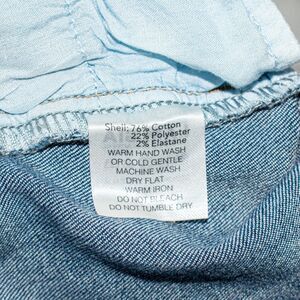 Shell: 76% Cotton
22% Polyester
2% Elastane
WARM HAND WASH
OR COLD GENTLE
MACHINE WASH
DRY FLAT
WARM IRON
DO NOT BLEACH
DO NOT TUMBLE DRY